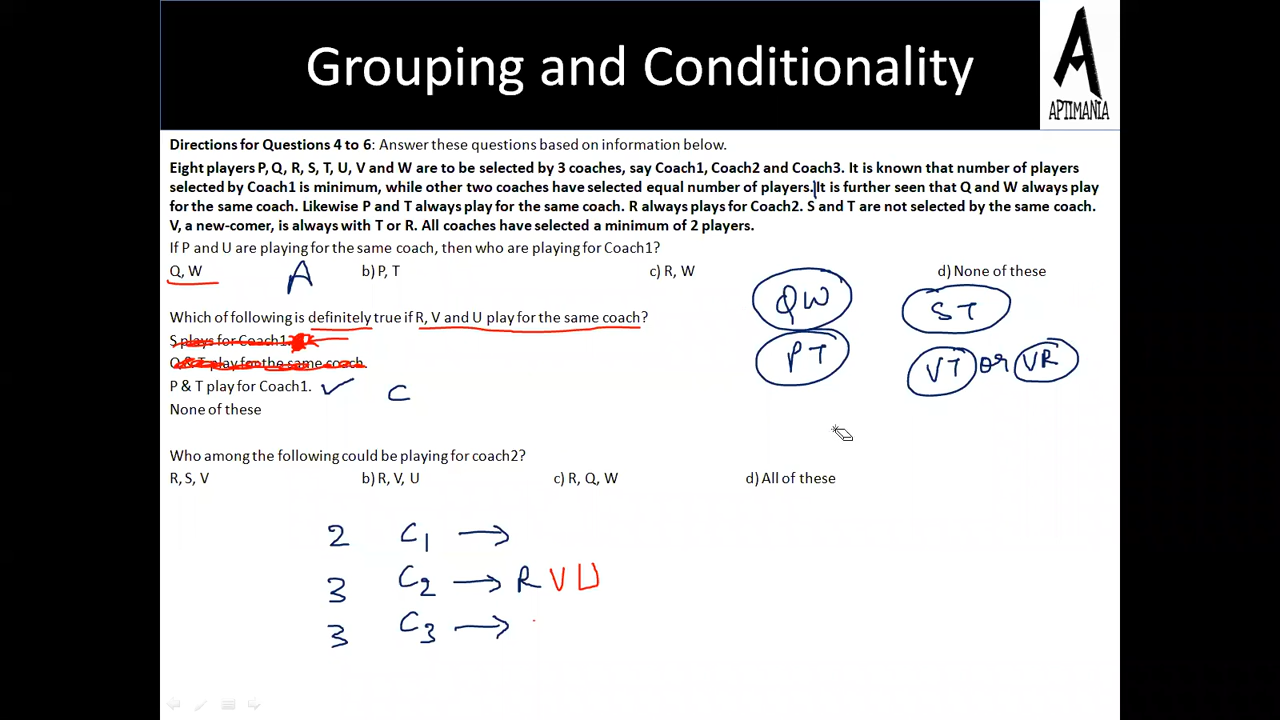 Grouping and Conditionality
APTIMANIA
Directions for Questions 4 to 6: Answer these questions based on information below.
Eight players P, Q, R, S, T, U, V and W are to be selected by 3 coaches, say Coach1, Coach2 and Coach3. It is known that number of players
selected by Coach1 is minimum, while other two coaches have selected equal number of players. It is further seen that Q and W always play
for the same coach. Likewise P and T always play for the same coach. R always plays for Coach2. S and T are not selected by the same coach.
V, a new-comer, is always with T or R. All coaches have selected a minimum of 2 players.
If P and U are playing for the same coach, then who are playing for Coach1?
Q, W A b) P, T c) R, W d) None of these
QW ST
Which of following is definitely true if R, V and U play for the same coach?
S plays for Coach1.
Q & T play for the same coach.
PT VT or VR
P & T play for Coach1. C
None of these
Who among the following could be playing for coach2?
R, S, V b) R, V, U c) R, Q, W d) All of these
2 C1 →
3 C2 → R V U
3 C3 →